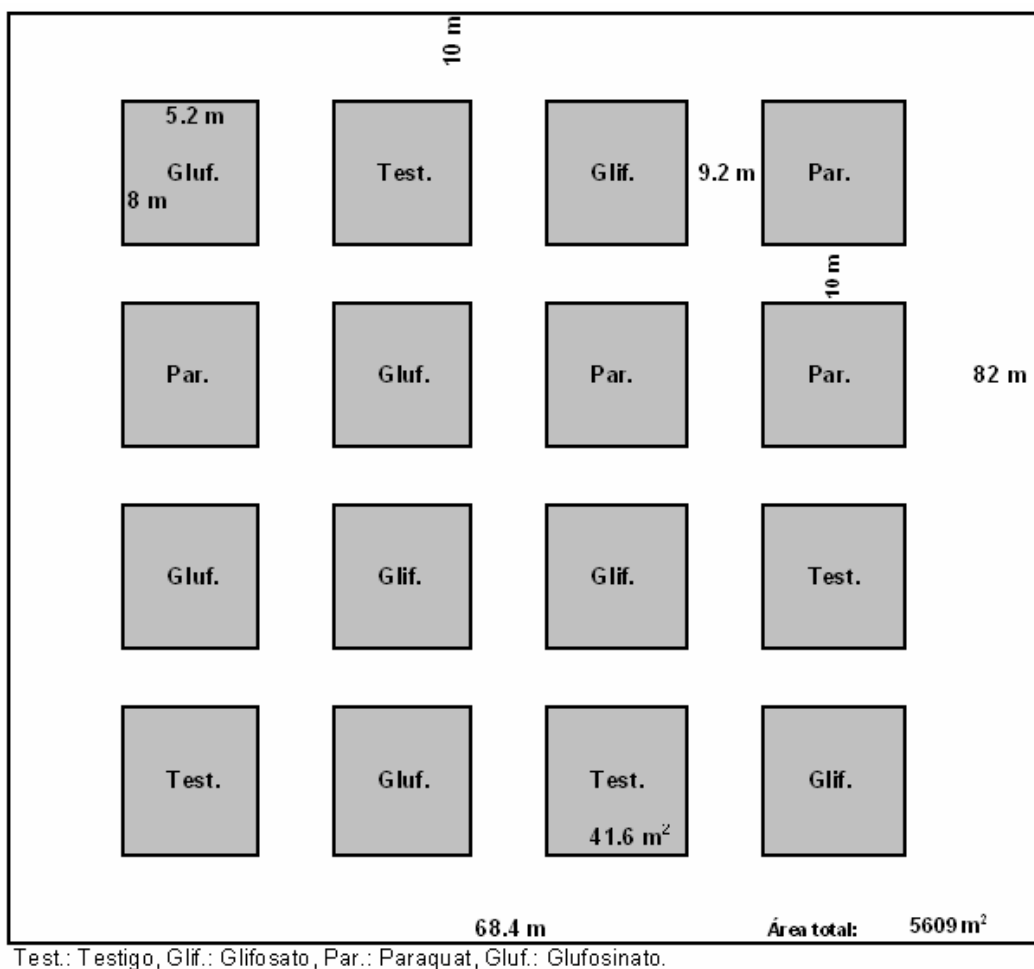 10 m
5.2 m
Gluf. Test. Glif. 9.2 m Par.
8 m
10 m
Par. Gluf. Par. Par. 82 m
Gluf. Glif. Glif. Test.
Test. Gluf. Test. Glif.
41.6 m²
68.4 m Área total: 5609 m²
Test.: Testigo, Glif.: Glifosato, Par.: Paraquat, Gluf.: Glufosinato.